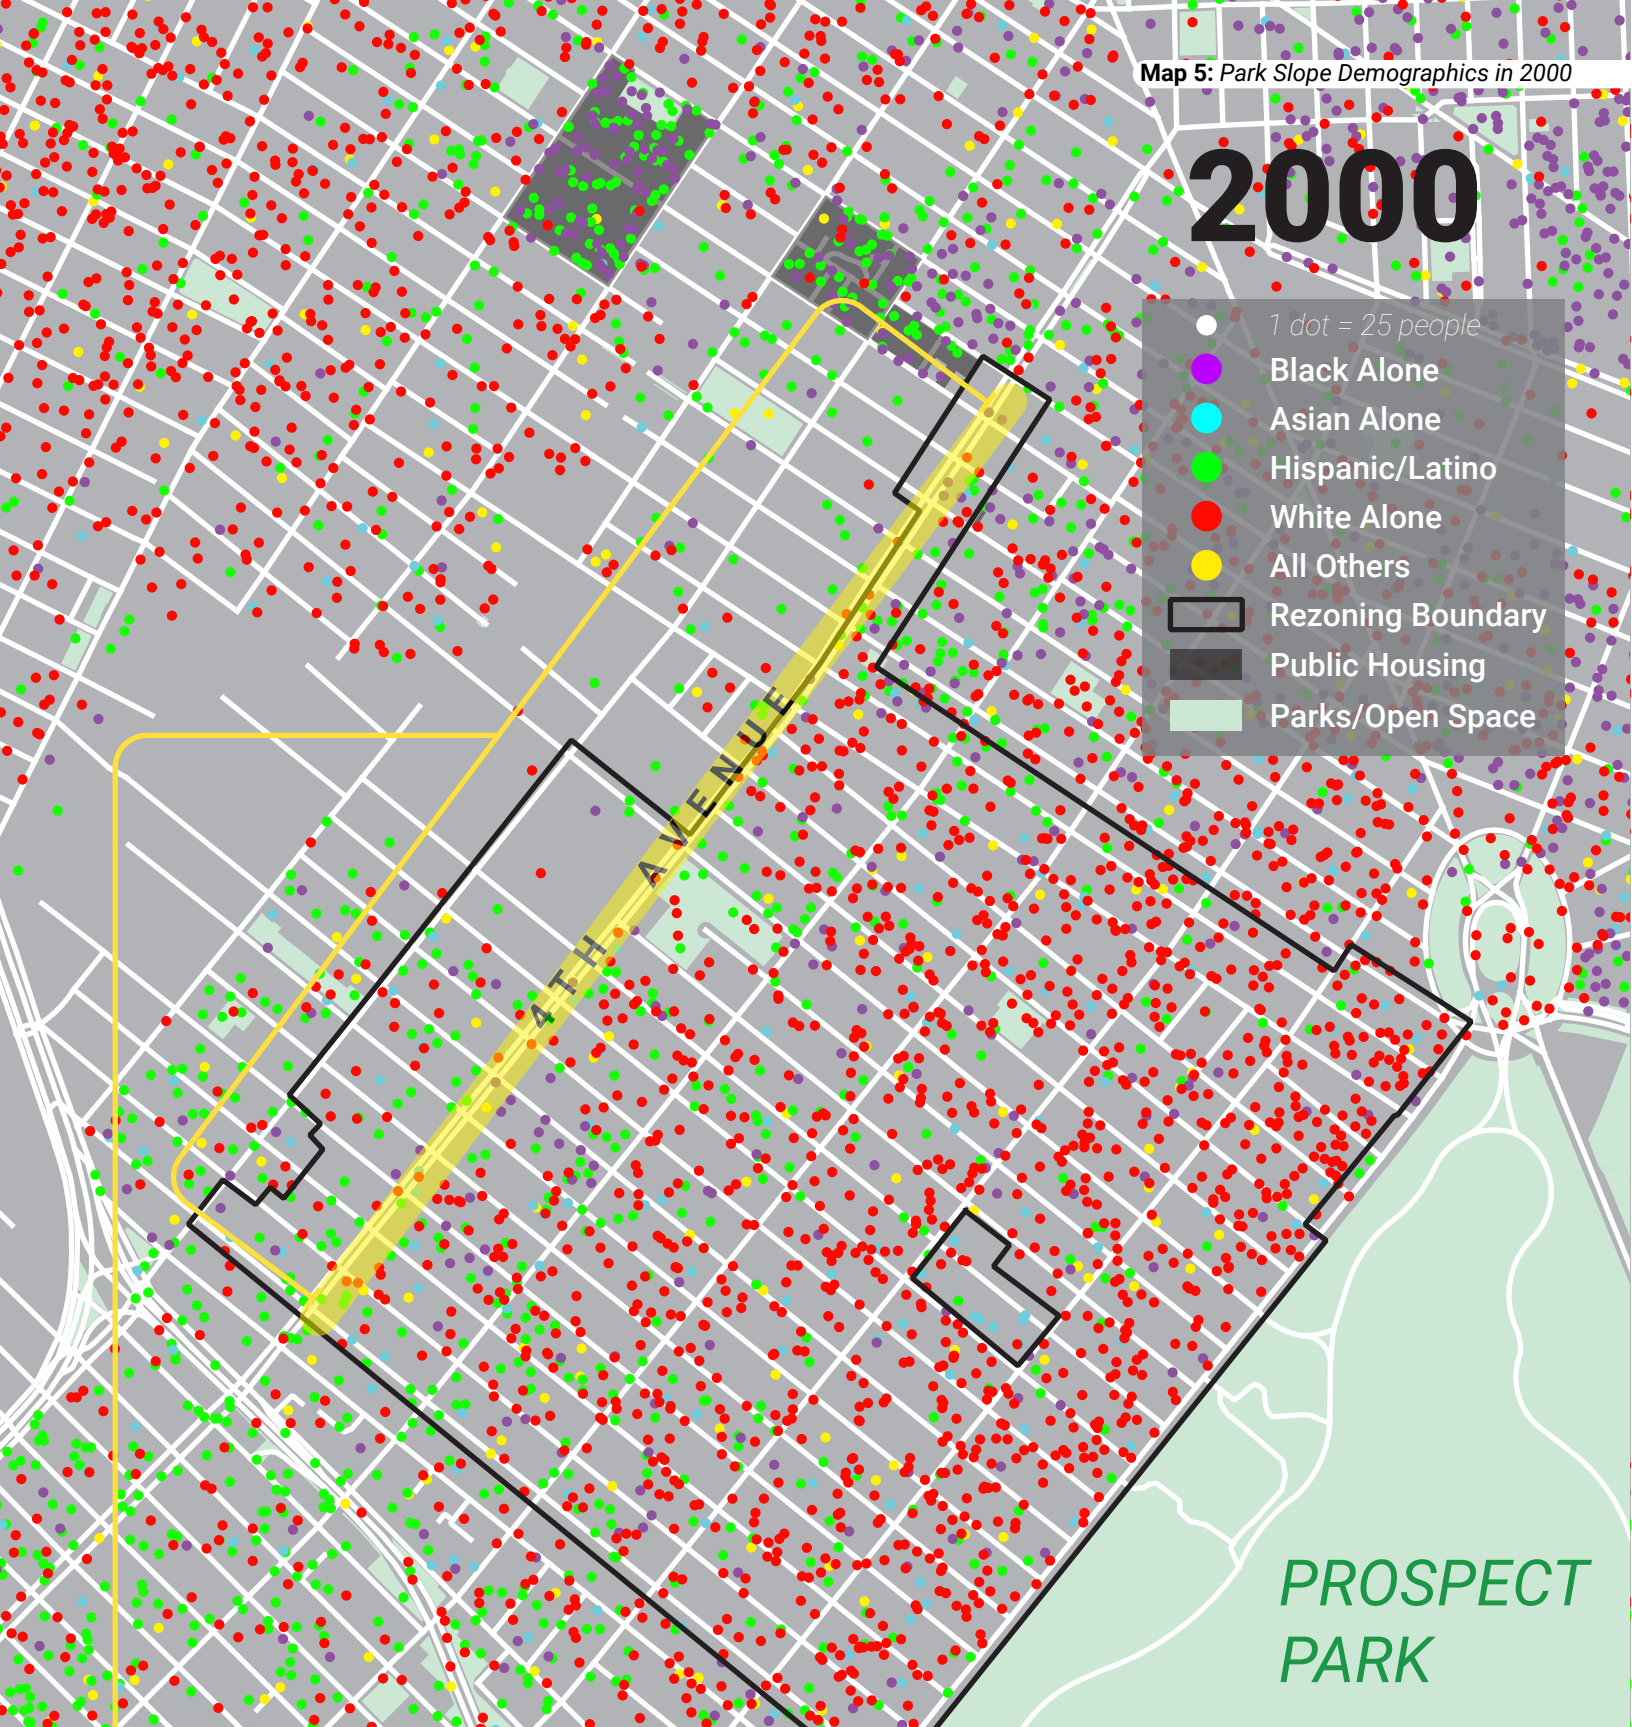 Map 5: Park Slope Demographics in 2000
2000
1 dot = 25 people
Black Alone
Asian Alone
Hispanic/Latino
White Alone
All Others
Rezoning Boundary
Public Housing
Parks/Open Space
4TH AVENUE
PROSPECT
PARK